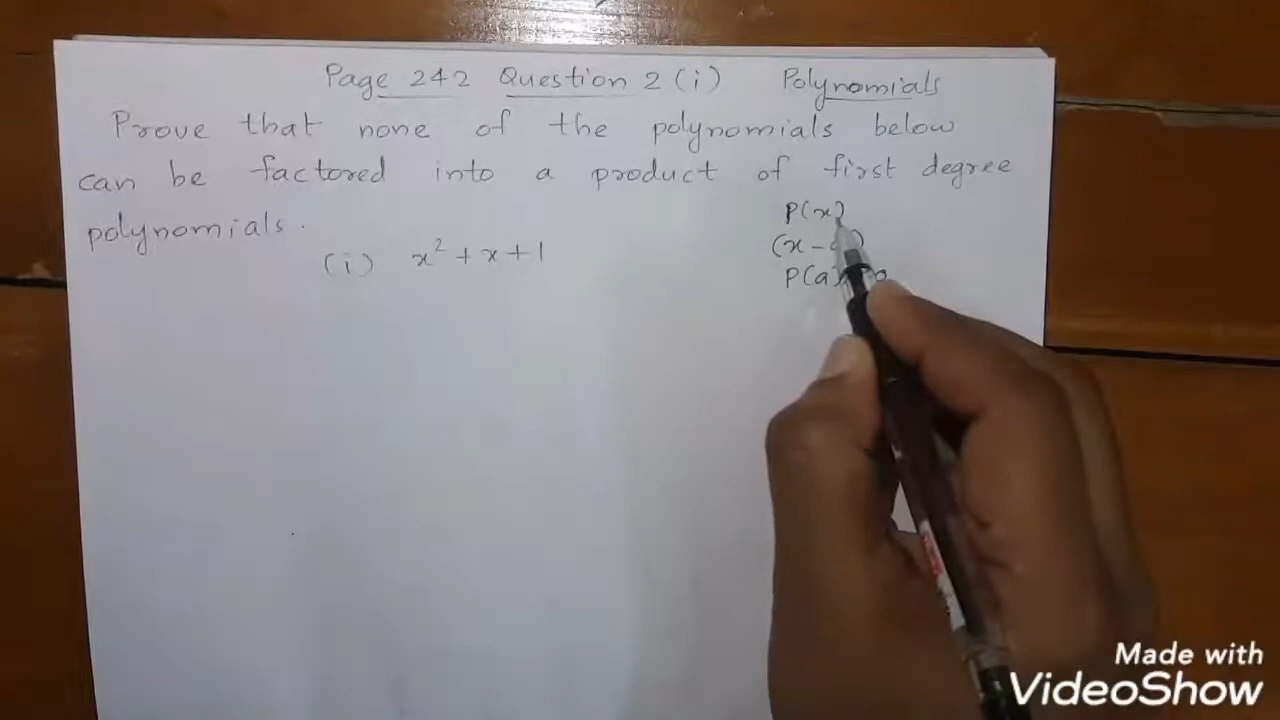 Page 242 Question 2 (i) Polynomials
Prove that none of the polynomials below
can be factored into a product of first degree
polynomials.
P(x)
(i) x² + x + 1
(x -
P(a)
Made with
VideoShow